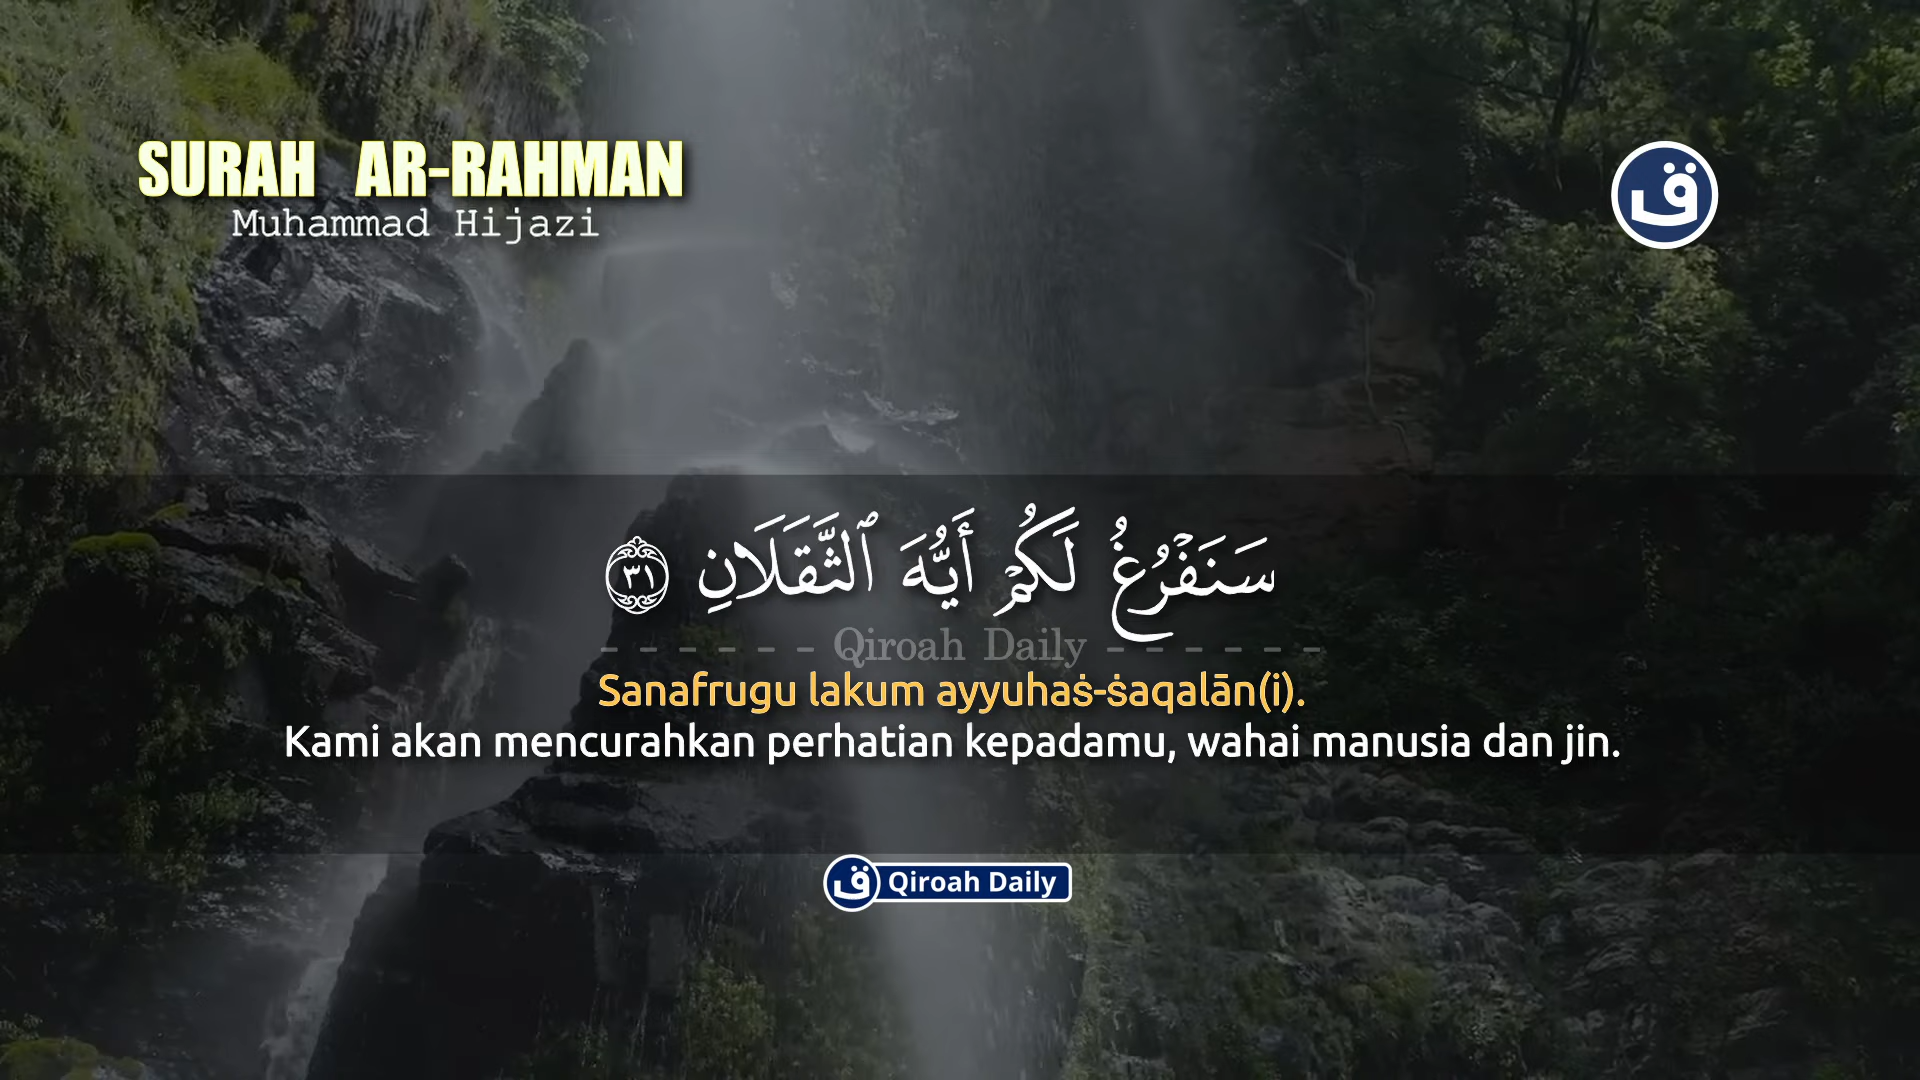 SURAH AR-RAHMAN
Muhammad Hijazi
ق
سَنَفْرُغُ لَكُمْ أَيُّهَ ٱلثَّقَلَانِ ٣١
- - - - - - Qiroah Daily - - - - - -
Sanafrugu lakum ayyuhaṡ-ṡaqalān(i).
Kami akan mencurahkan perhatian kepadamu, wahai manusia dan jin.
ق Qiroah Daily